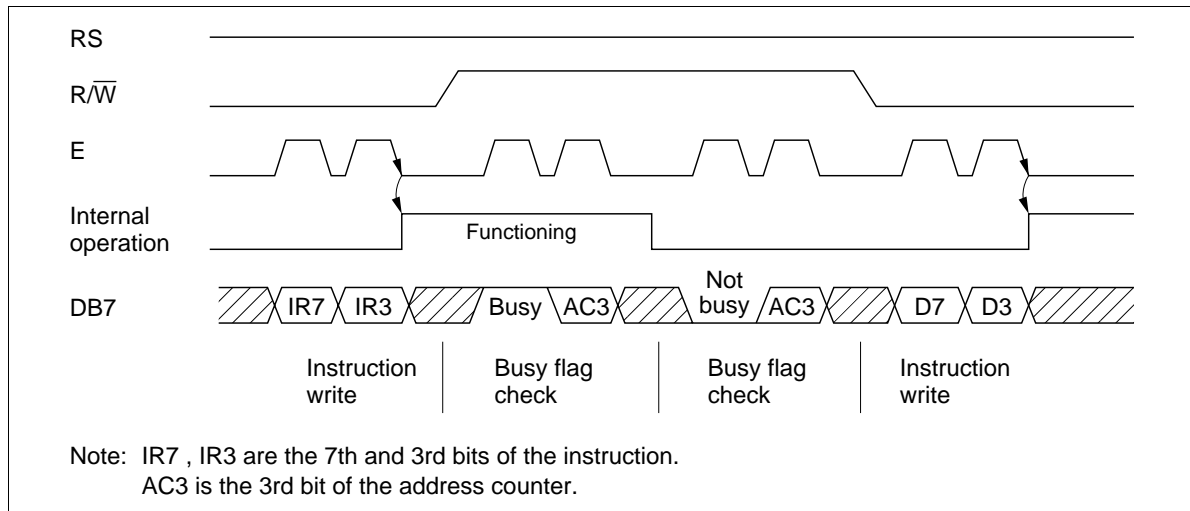 RS
R/W̅
E
Internal
operation
Functioning
DB7
IR7 IR3 Busy AC3 Not busy AC3 D7 D3
Instruction
write
Busy flag
check
Busy flag
check
Instruction
write
Note: IR7 , IR3 are the 7th and 3rd bits of the instruction.
AC3 is the 3rd bit of the address counter.